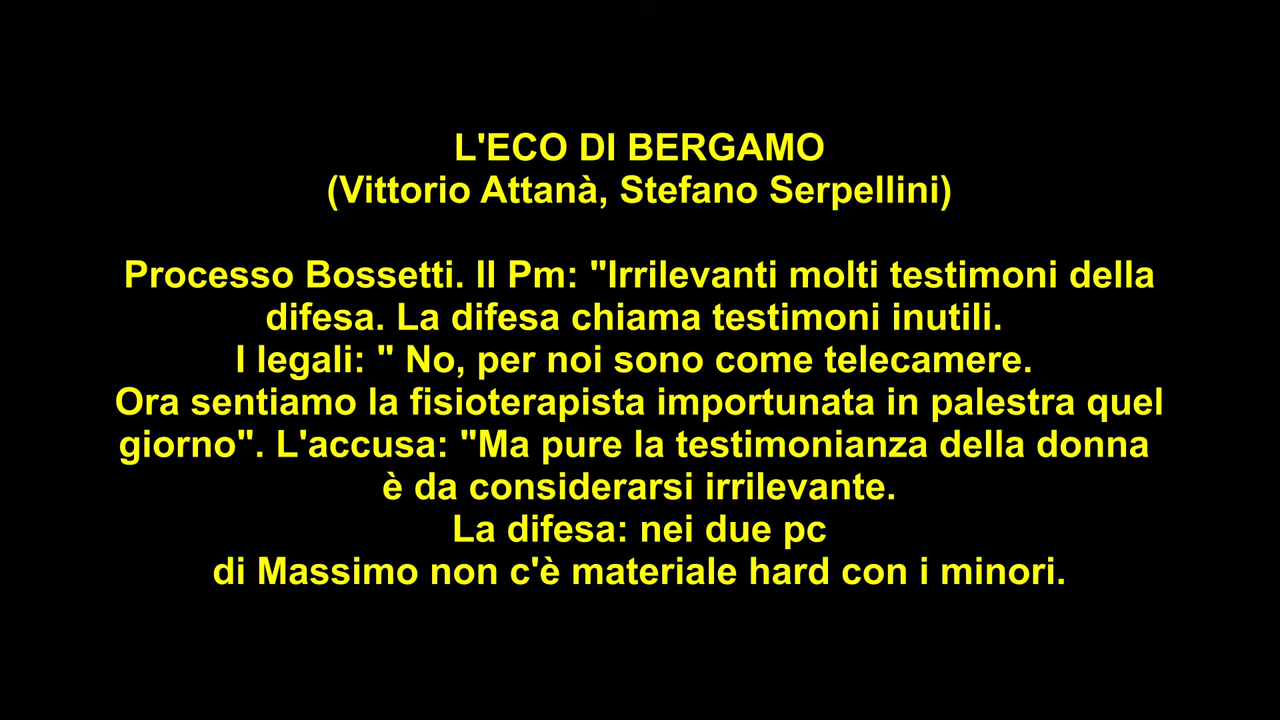 L'ECO DI BERGAMO
(Vittorio Attanà, Stefano Serpellini)
Processo Bossetti. Il Pm: "Irrilevanti molti testimoni della
difesa. La difesa chiama testimoni inutili.
I legali: " No, per noi sono come telecamere.
Ora sentiamo la fisioterapista importunata in palestra quel
giorno". L'accusa: "Ma pure la testimonianza della donna
è da considerarsi irrilevante.
La difesa: nei due pc
di Massimo non c'è materiale hard con i minori.